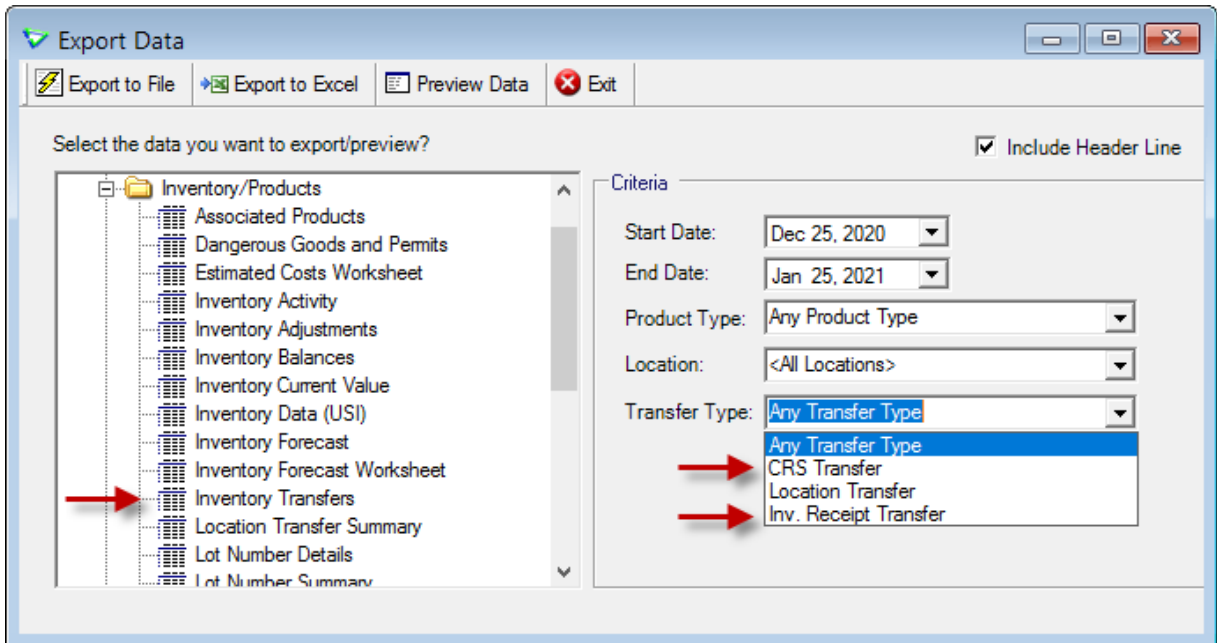 Export Data
Export to File Export to Excel Preview Data Exit
Select the data you want to export/preview?
Include Header Line
Inventory/Products
Associated Products
Dangerous Goods and Permits
Estimated Costs Worksheet
Inventory Activity
Inventory Adjustments
Inventory Balances
Inventory Current Value
Inventory Data (USI)
Inventory Forecast
Inventory Forecast Worksheet
Inventory Transfers
Location Transfer Summary
Lot Number Details
Lot Number Summary
Criteria
Start Date: Dec 25, 2020
End Date: Jan 25, 2021
Product Type: Any Product Type
Location: <All Locations>
Transfer Type: Any Transfer Type
Any Transfer Type
CRS Transfer
Location Transfer
Inv. Receipt Transfer